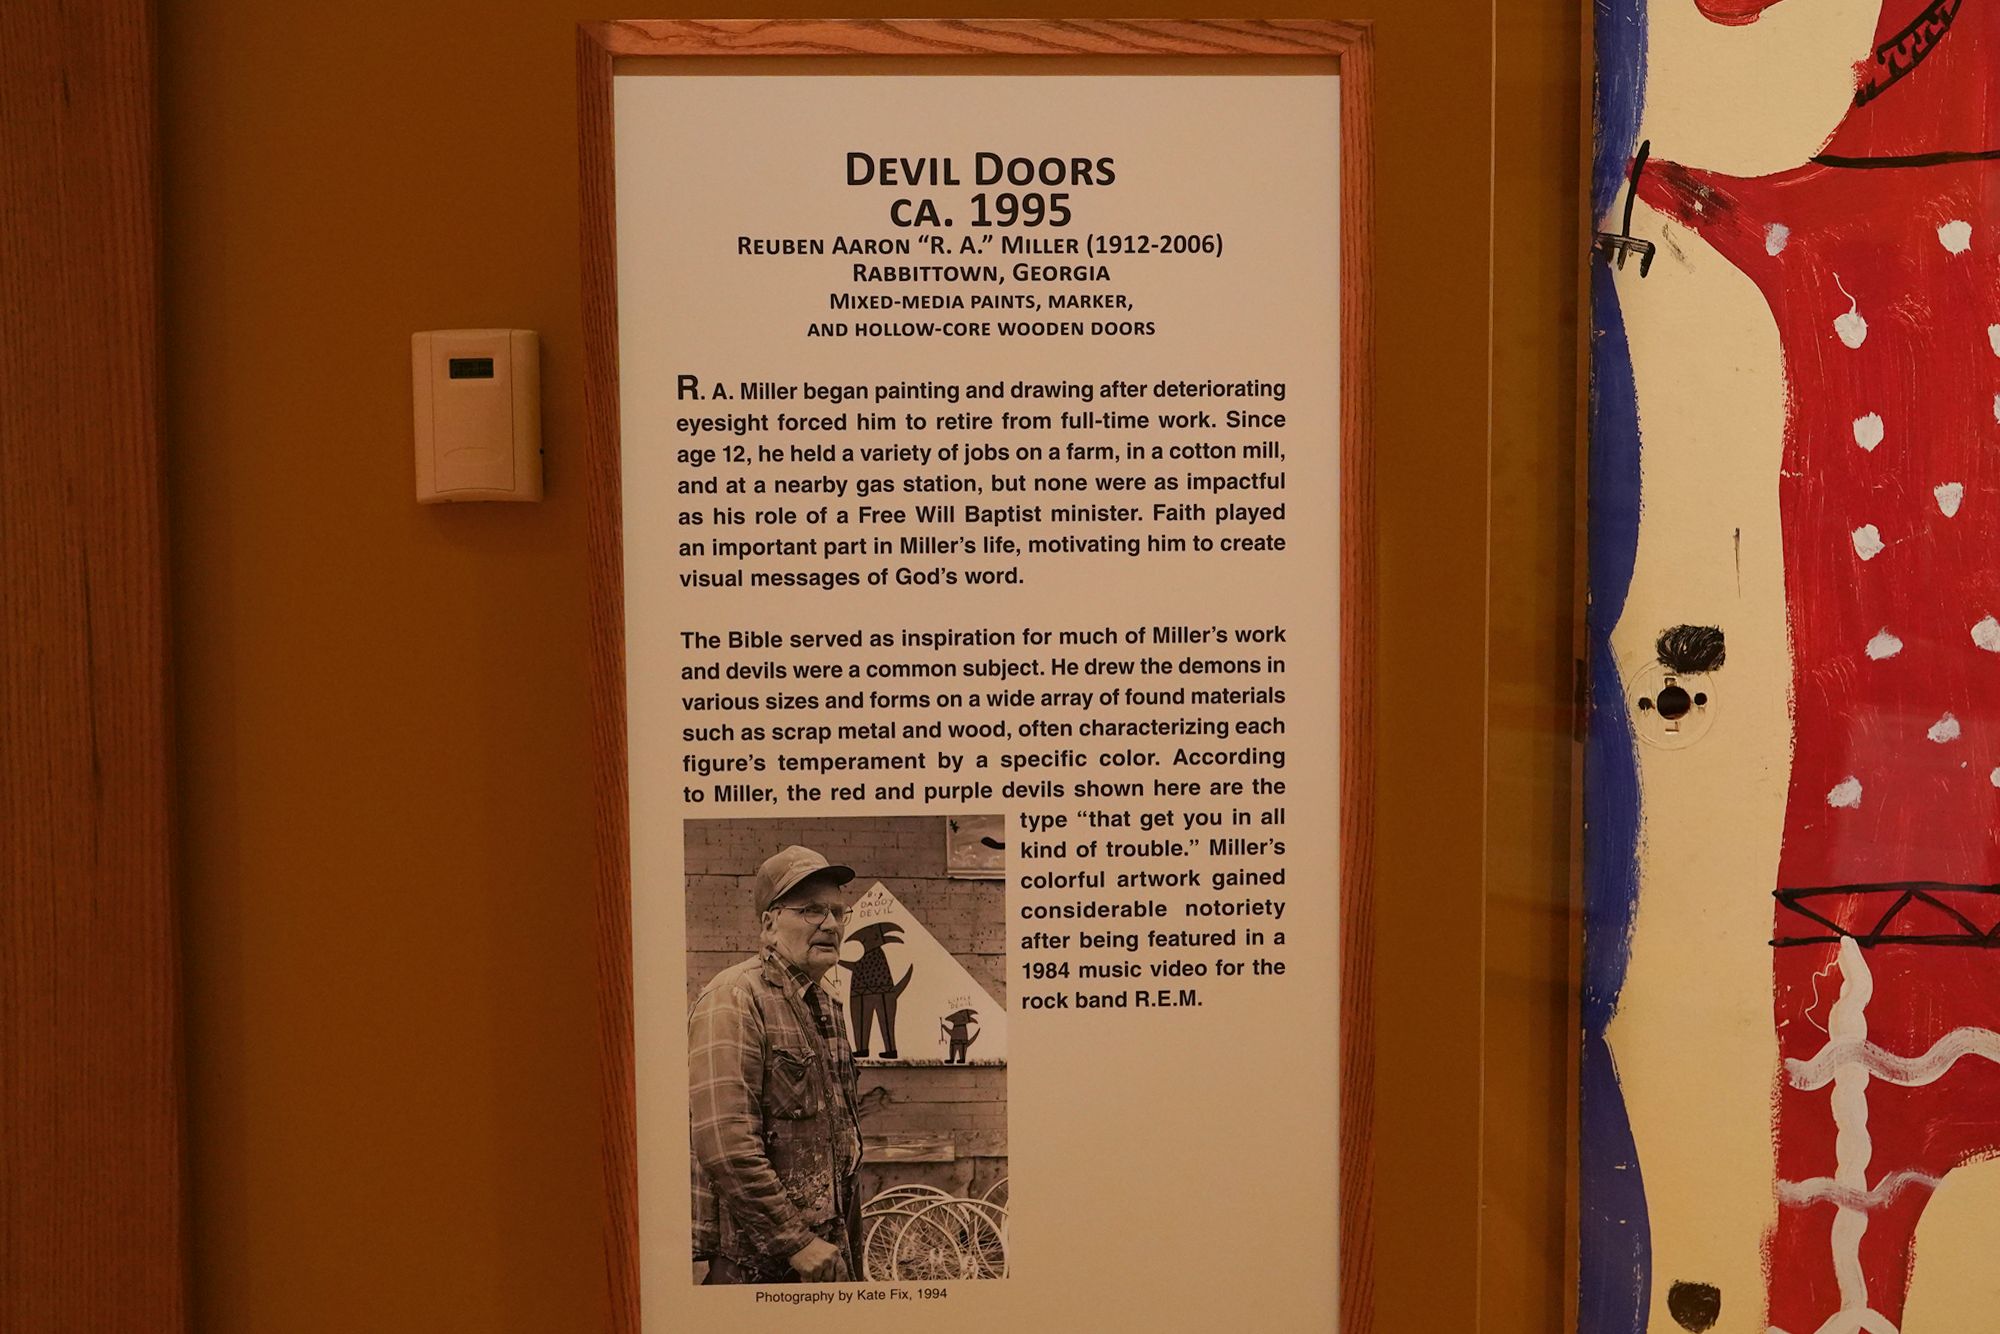 DEVIL DOORS
CA. 1995
REUBEN AARON “R. A.” MILLER (1912-2006)
RABBITTOWN, GEORGIA
MIXED-MEDIA PAINTS, MARKER,
AND HOLLOW-CORE WOODEN DOORS
R. A. Miller began painting and drawing after deteriorating
eyesight forced him to retire from full-time work. Since
age 12, he held a variety of jobs on a farm, in a cotton mill,
and at a nearby gas station, but none were as impactful
as his role of a Free Will Baptist minister. Faith played
an important part in Miller’s life, motivating him to create
visual messages of God’s word.
The Bible served as inspiration for much of Miller’s work
and devils were a common subject. He drew the demons in
various sizes and forms on a wide array of found materials
such as scrap metal and wood, often characterizing each
figure’s temperament by a specific color. According
to Miller, the red and purple devils shown here are the
type “that get you in all
kind of trouble.” Miller’s
colorful artwork gained
considerable notoriety
after being featured in a
1984 music video for the
rock band R.E.M.
BIG
DADDY
DEVIL
LITTLE
DEVIL
Photography by Kate Fix, 1994